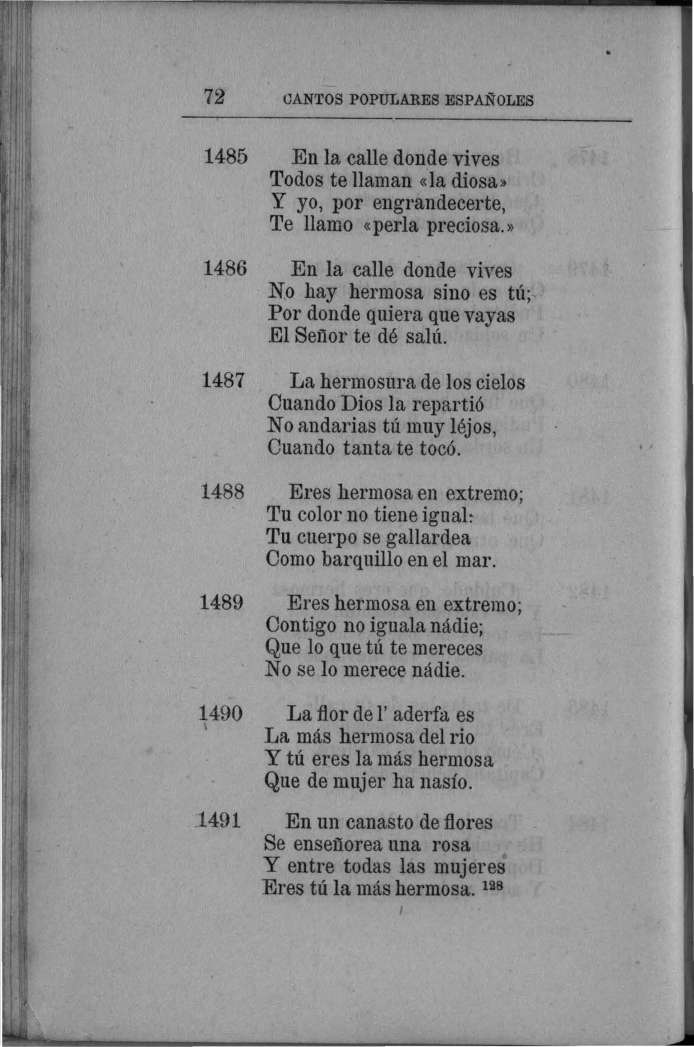 72 CANTOS POPULARES ESPAÑOLES
1485 En la calle donde vives
Todos te llaman «la diosa»
Y yo, por engrandecerte,
Te llamo «perla preciosa.»
1486 En la calle donde vives
No hay hermosa sino es tú;
Por donde quiera que vayas
El Señor te dé salú.
1487 La hermosura de los cielos
Cuando Dios la repartió
No andarias tú muy léjos,
Cuando tanta te tocó.
1488 Eres hermosa en extremo;
Tu color no tiene igual:
Tu cuerpo se gallardea
Como barquillo en el mar.
1489 Eres hermosa en extremo;
Contigo no iguala nádie;
Que lo que tú te mereces
No se lo merece nádie.
1490 La flor de l' aderfa es
La más hermosa del rio
Y tú eres la más hermosa
Que de mujer ha nasío.
1491 En un canasto de flores
Se enseñorea una rosa
Y entre todas las mujeres
Eres tú la más hermosa. 128